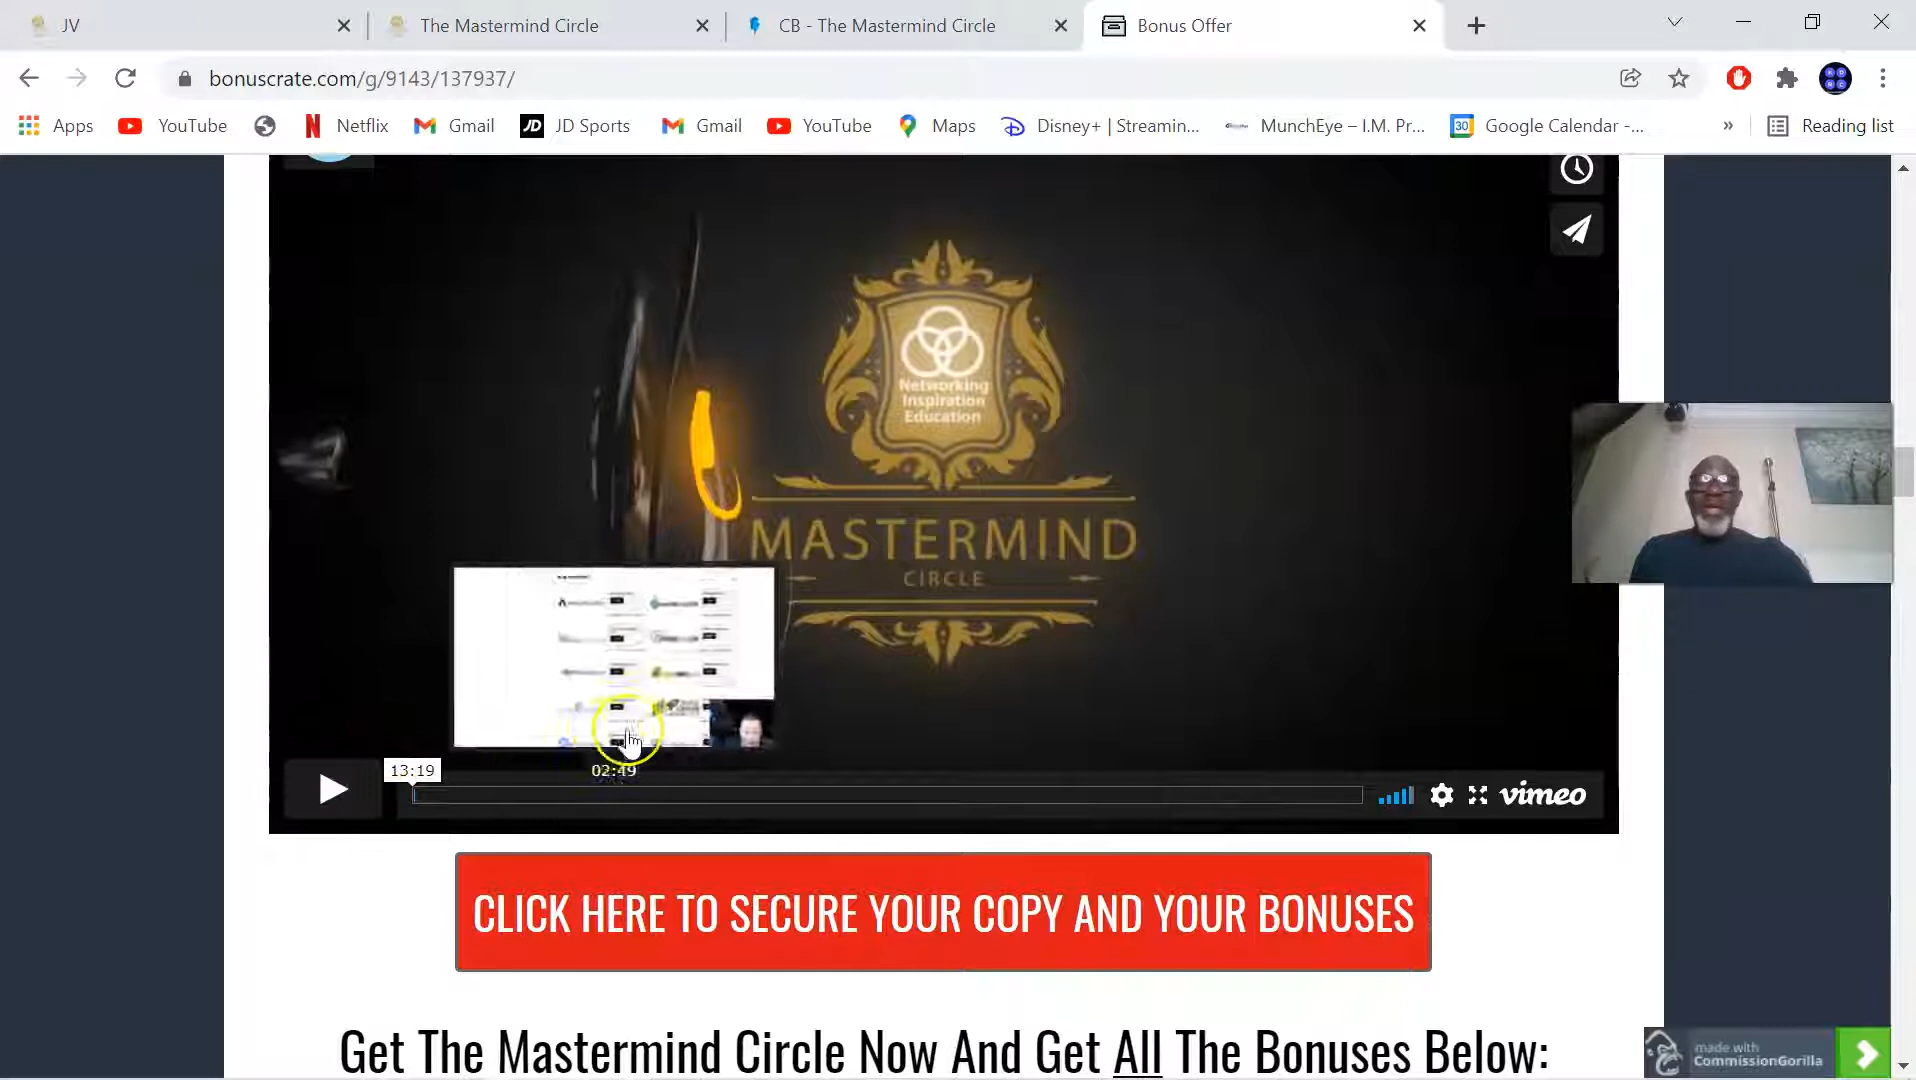 JV
The Mastermind Circle
CB - The Mastermind Circle
Bonus Offer
bonuscrate.com/g/9143/137937/
Apps
YouTube
Netflix
Gmail
JD
JD Sports
Gmail
YouTube
Maps
Disney+ | Streamin...
MunchEye – I.M. Pr...
30
Google Calendar -...
»
Reading list
Networking
Inspiration
Education
MASTERMIND
CIRCLE
13:19
02:49
vimeo
CLICK HERE TO SECURE YOUR COPY AND YOUR BONUSES
Get The Mastermind Circle Now And Get All The Bonuses Below:
made with
CommissionGorilla